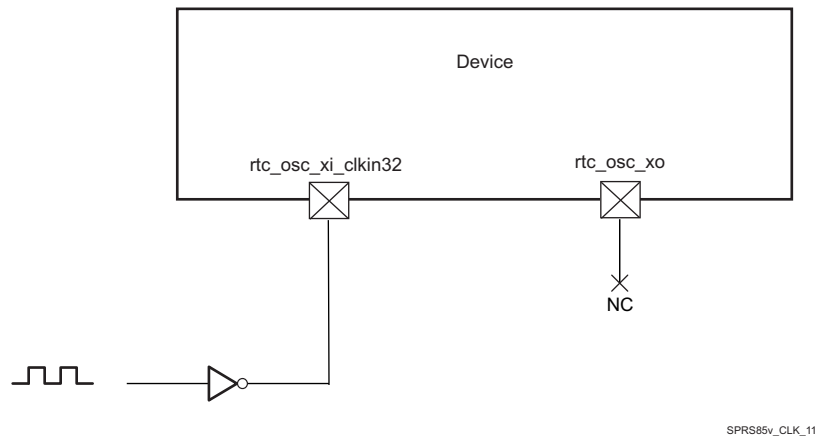 Device
rtc_osc_xi_clkin32
rtc_osc_xo
NC
SPRS85v_CLK_11